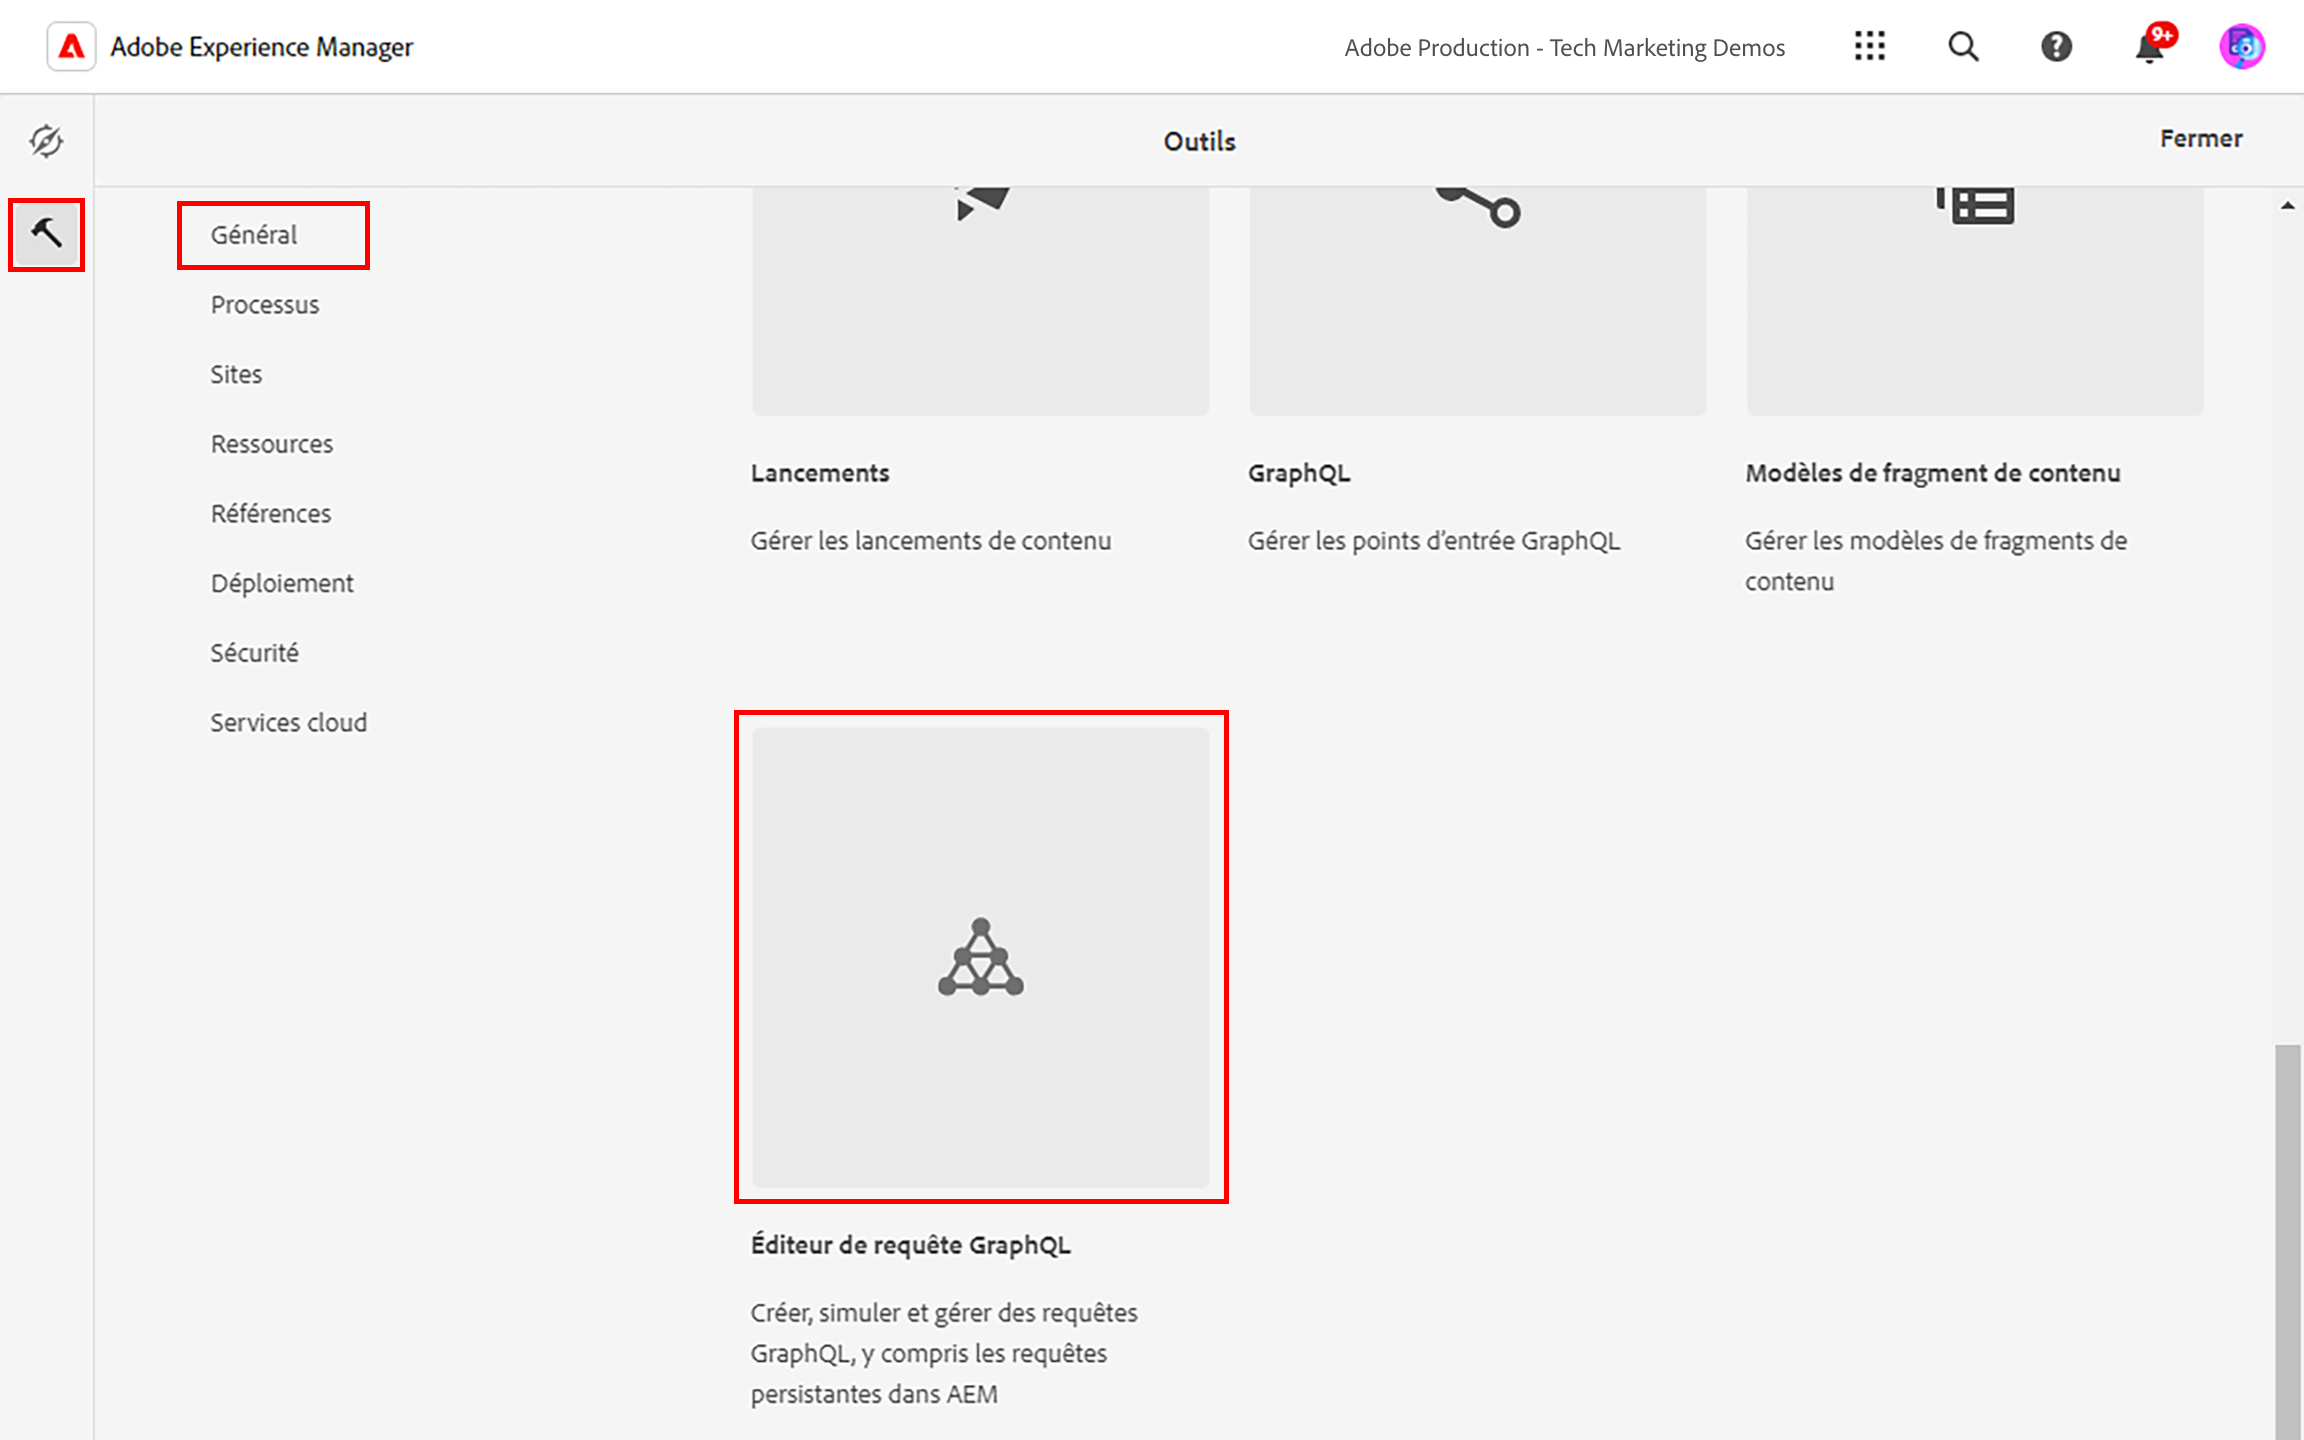 Adobe Experience Manager
Adobe Production - Tech Marketing Demos
9+
Outils
Fermer
Général
Processus
Sites
Ressources
Références
Déploiement
Sécurité
Services cloud
Lancements
Gérer les lancements de contenu
GraphQL
Gérer les points d’entrée GraphQL
Modèles de fragment de contenu
Gérer les modèles de fragments de
contenu
Éditeur de requête GraphQL
Créer, simuler et gérer des requêtes
GraphQL, y compris les requêtes
persistantes dans AEM